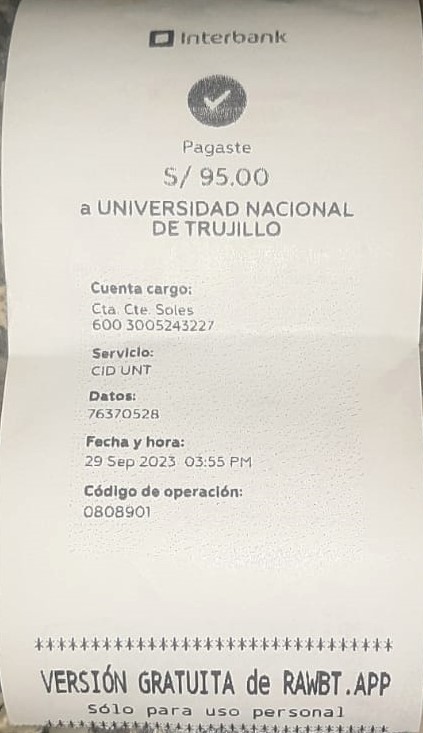 Interbank
Pagaste
S/ 95.00
a UNIVERSIDAD NACIONAL
DE TRUJILLO
Cuenta cargo:
Cta. Cte. Soles
600 3005243227
Servicio:
CID UNT
Datos:
76370528
Fecha y hora:
29 Sep 2023 03:55 PM
Código de operación:
0808901
**************************************
VERSIÓN GRATUITA de RAWBT.APP
Sólo para uso personal
**************************************